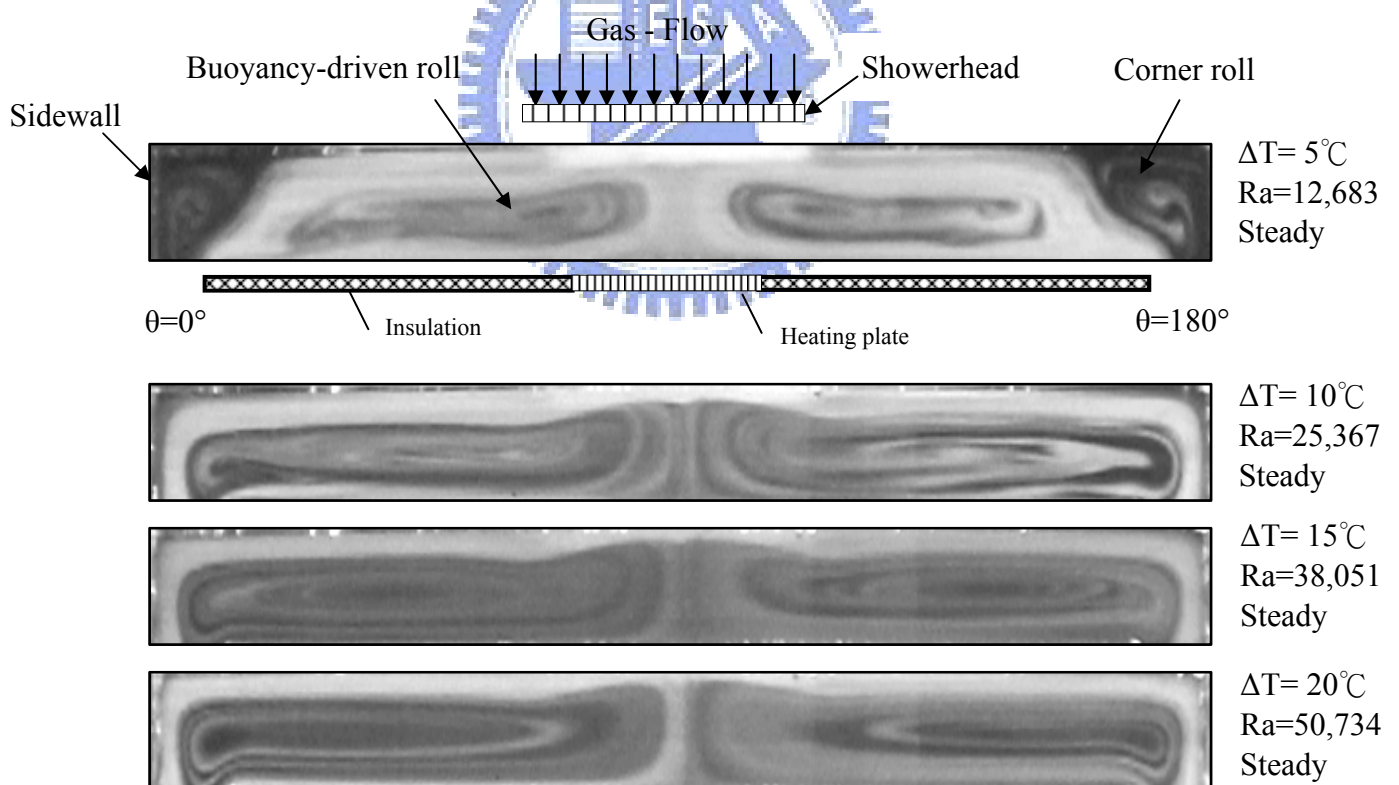 Gas - Flow
Buoyancy-driven roll
Showerhead
Corner roll
Sidewall
ΔT= 5℃
Ra=12,683
Steady
θ=0°
Insulation
Heating plate
θ=180°
ΔT= 10℃
Ra=25,367
Steady
ΔT= 15℃
Ra=38,051
Steady
ΔT= 20℃
Ra=50,734
Steady